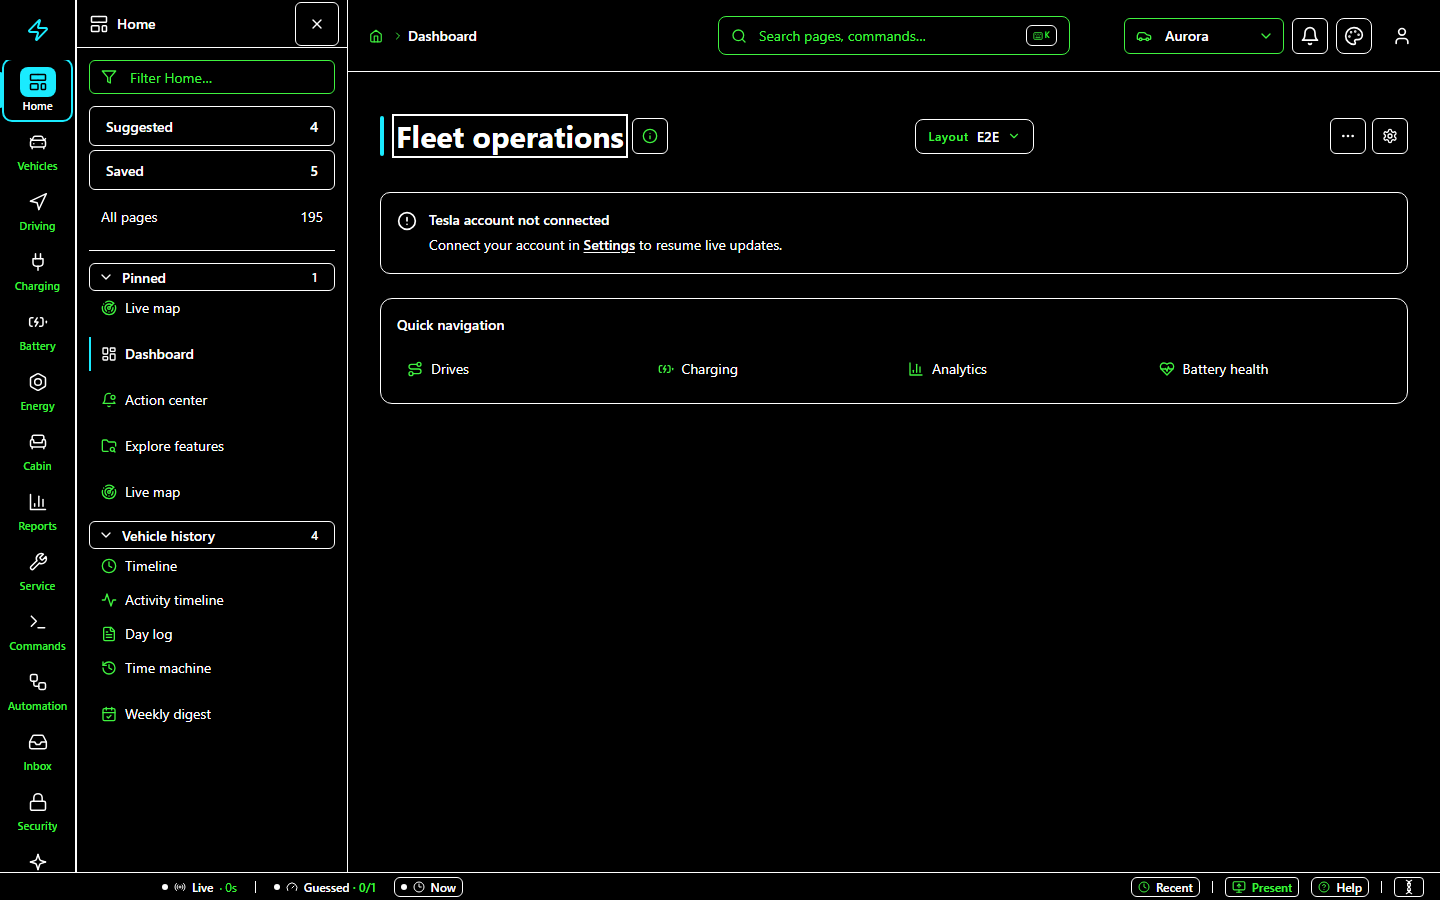 Home
Dashboard
Search pages, commands...
K
Aurora
Filter Home...
Home
Suggested 4
Saved 5
All pages 195
Fleet operations
Layout E2E
Tesla account not connected
Connect your account in Settings to resume live updates.
Quick navigation
Drives
Charging
Analytics
Battery health
Pinned 1
Live map
Dashboard
Action center
Explore features
Live map
Vehicle history 4
Timeline
Activity timeline
Day log
Time machine
Weekly digest
Vehicles
Driving
Charging
Battery
Energy
Cabin
Reports
Service
Commands
Automation
Inbox
Security
Live · 0s
Guessed · 0/1
Now
Recent
Present
Help